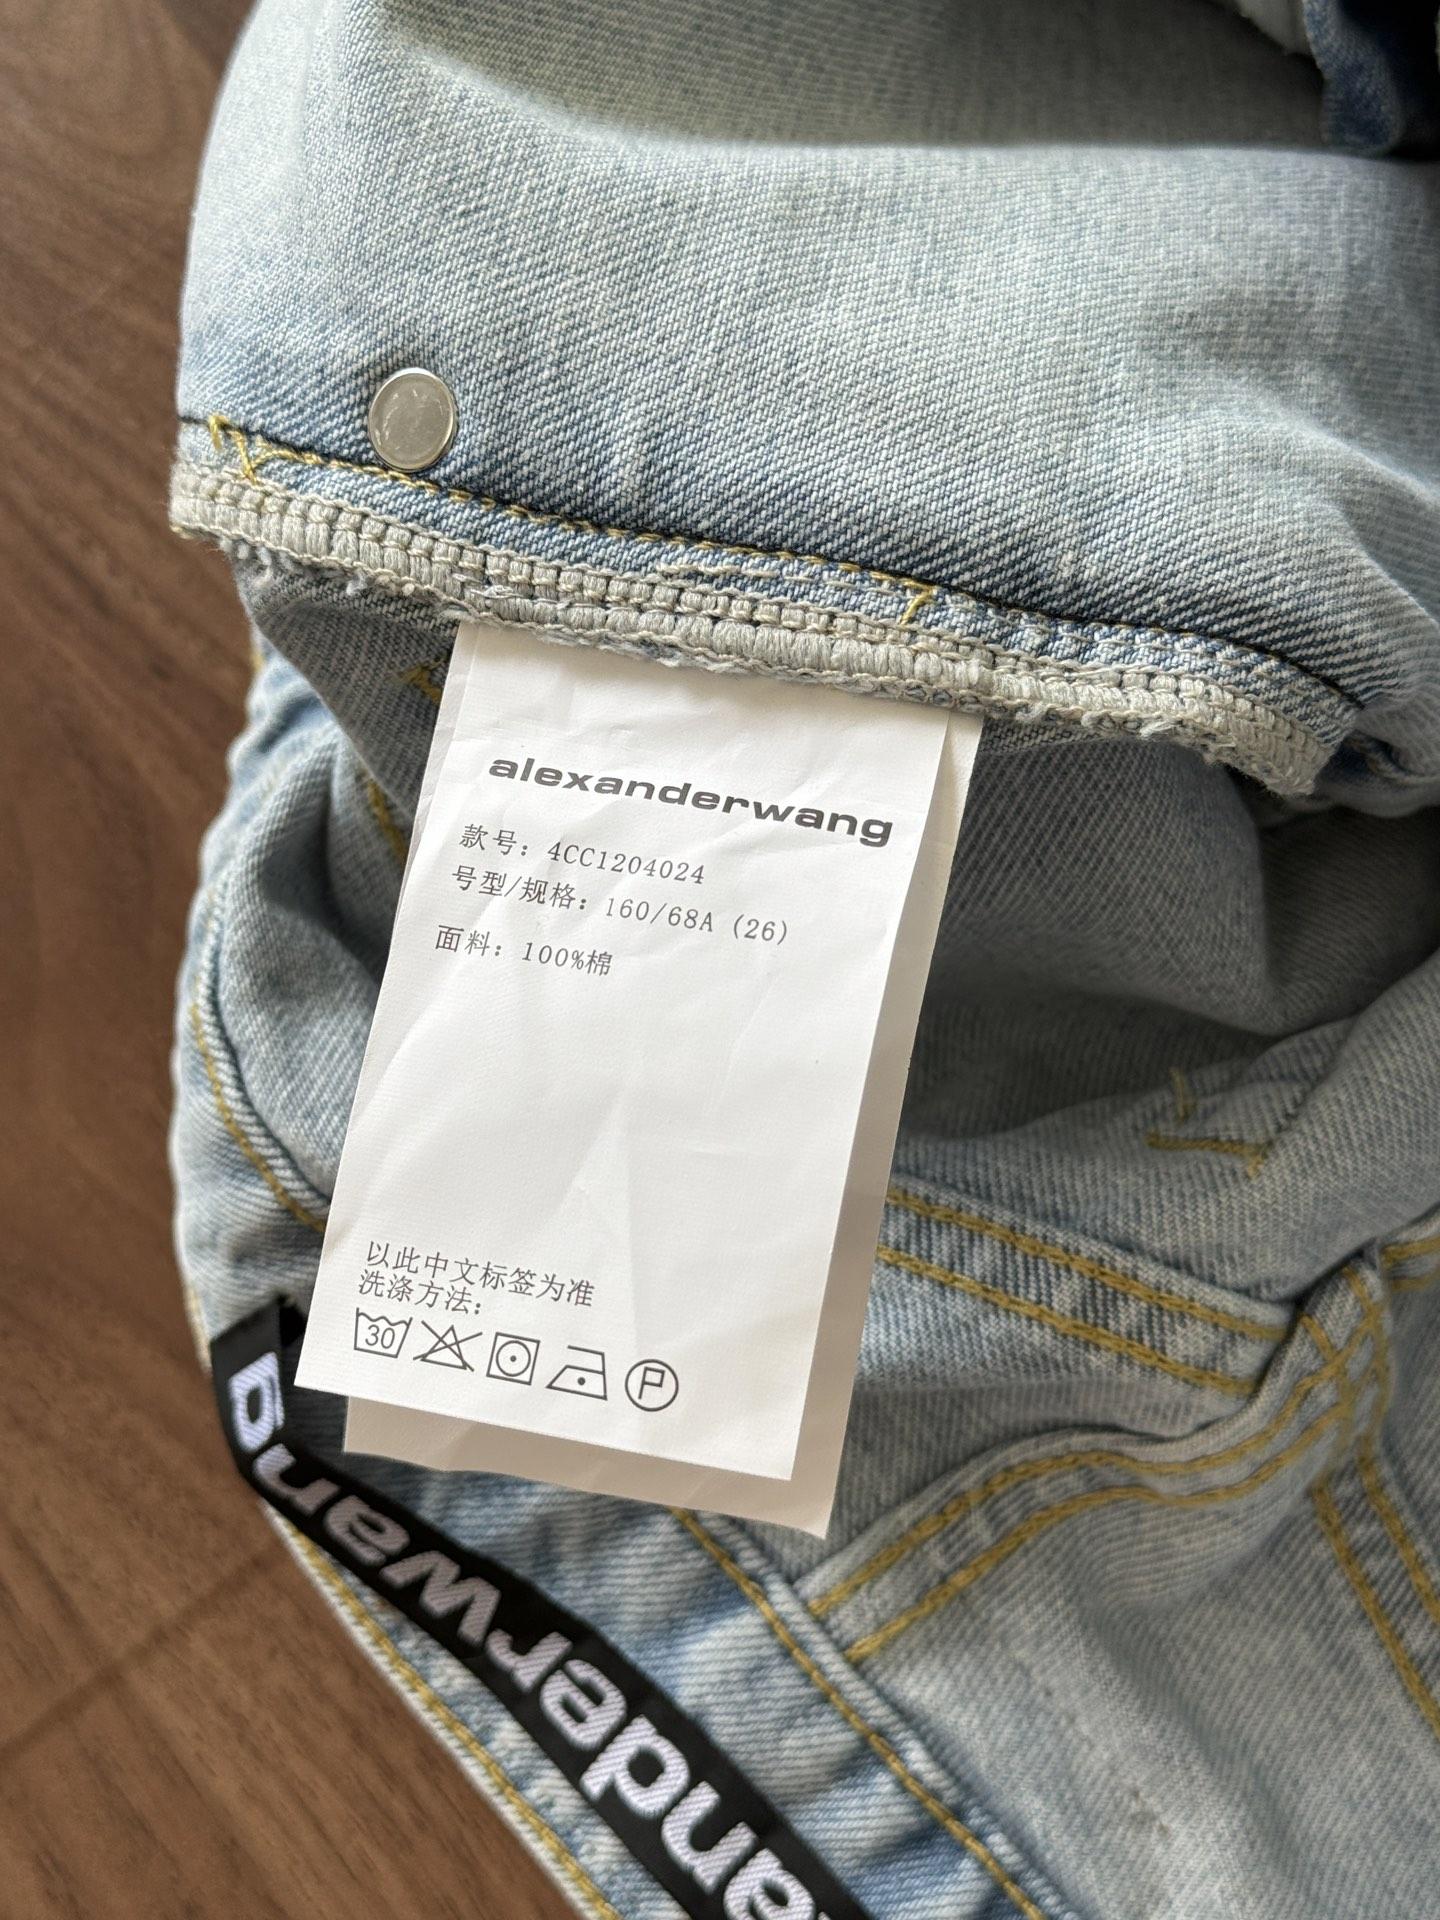 alexanderwang
款号：4CC1204024
号型/规格：160/68A (26)
面料：100%棉
以此中文标签为准
洗涤方法：
30
P
anderwang